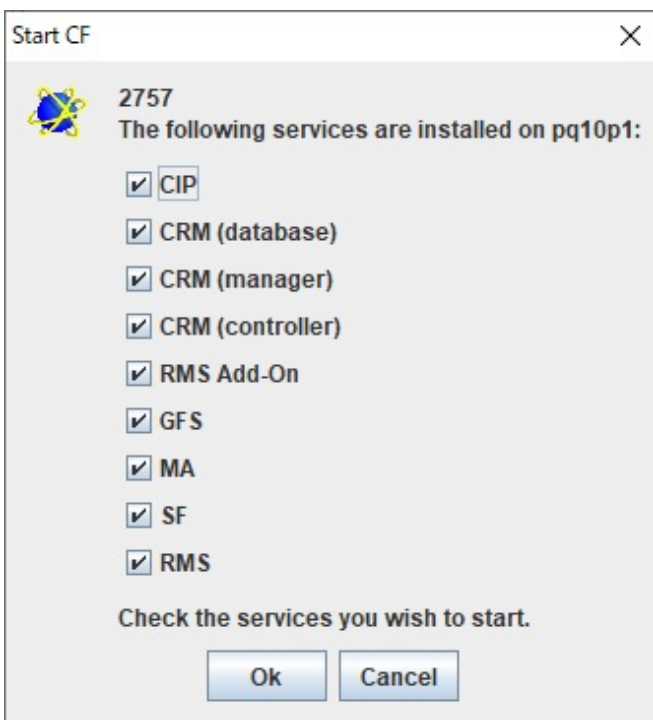 Start CF
2757
The following services are installed on pq10p1:
CIP
CRM (database)
CRM (manager)
CRM (controller)
RMS Add-On
GFS
MA
SF
RMS
Check the services you wish to start.
Ok Cancel